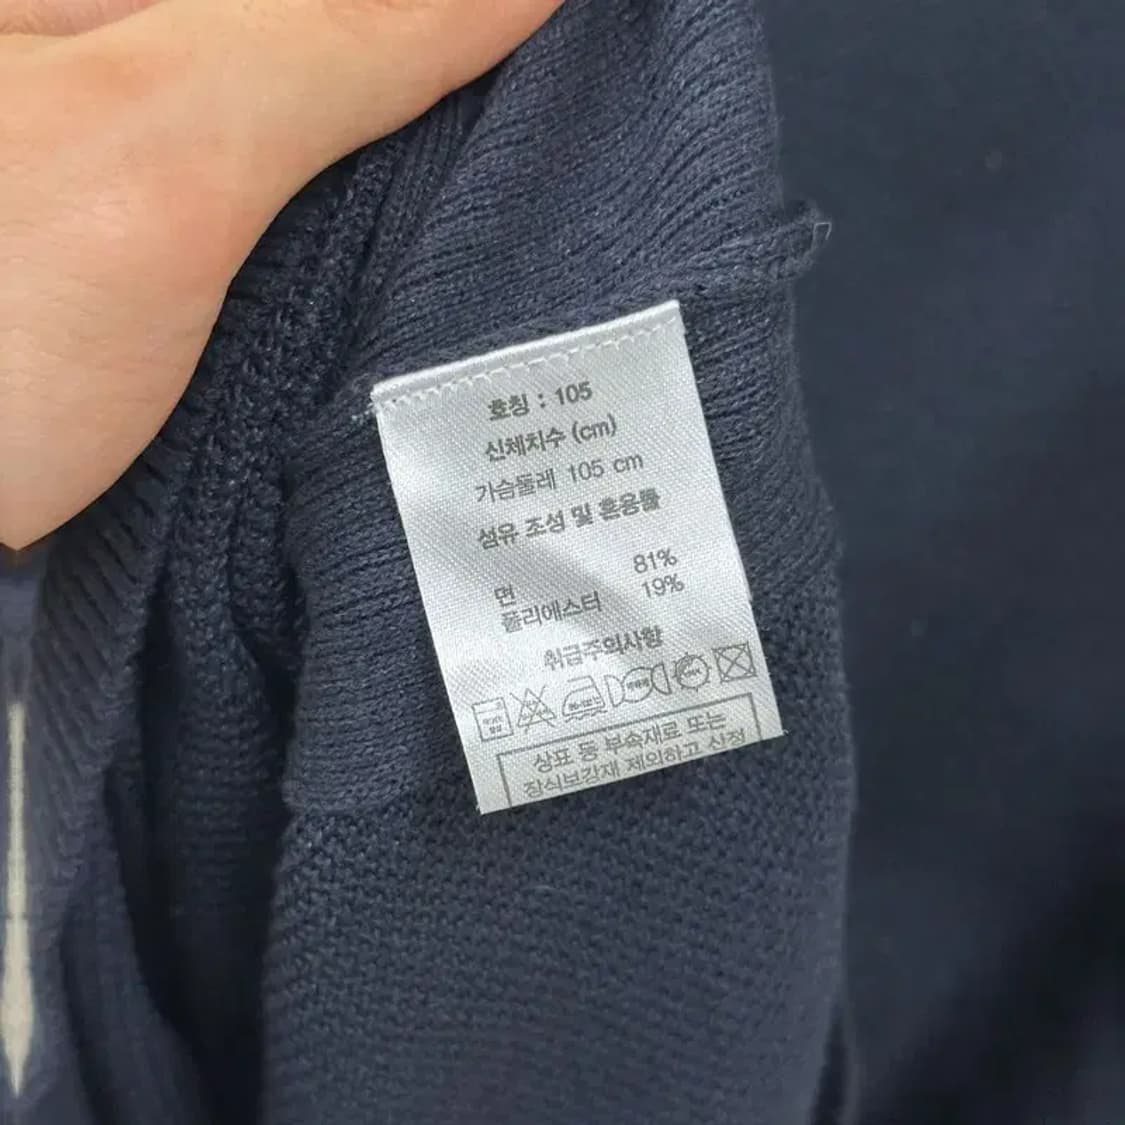 호칭 : 105
신체치수 (cm)
가슴둘레 105 cm
섬유 조성 및 혼용률
면 81%
폴리에스터 19%
취급주의사항
상표 등 부속재료 또는
장식보강재 제외하고 산정